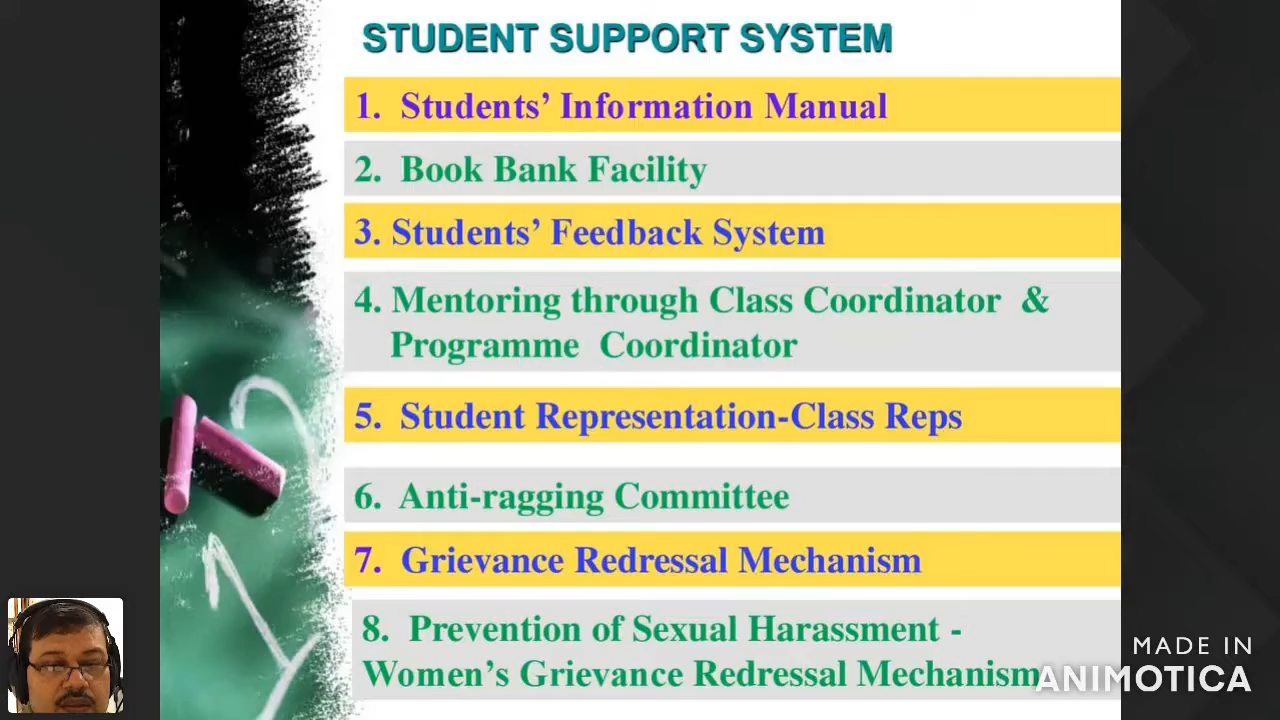 STUDENT SUPPORT SYSTEM
1. Students’ Information Manual
2. Book Bank Facility
3. Students’ Feedback System
4. Mentoring through Class Coordinator &
Programme Coordinator
5. Student Representation-Class Reps
6. Anti-ragging Committee
7. Grievance Redressal Mechanism
8. Prevention of Sexual Harassment -
Women’s Grievance Redressal Mechanism
MADE IN
ANIMOTICA